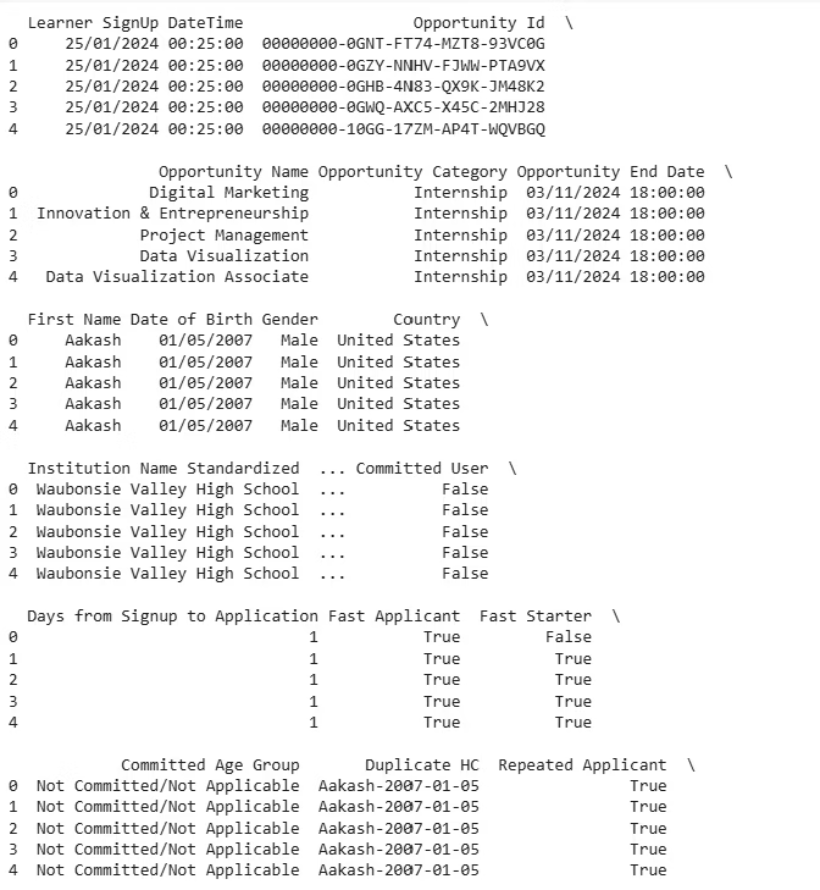 Learner SignUp DateTime Opportunity Id \
0 25/01/2024 00:25:00 00000000-0GNT-FT74-MZT8-93VC0G
1 25/01/2024 00:25:00 00000000-0GZY-NNHV-FJWW-PTA9VX
2 25/01/2024 00:25:00 00000000-0GHB-4N83-QX9K-JM48K2
3 25/01/2024 00:25:00 00000000-0GWQ-AXC5-X45C-2MHJ28
4 25/01/2024 00:25:00 00000000-10GG-17ZM-AP4T-WQVBGQ
Opportunity Name Opportunity Category Opportunity End Date \
0 Digital Marketing Internship 03/11/2024 18:00:00
1 Innovation & Entrepreneurship Internship 03/11/2024 18:00:00
2 Project Management Internship 03/11/2024 18:00:00
3 Data Visualization Internship 03/11/2024 18:00:00
4 Data Visualization Associate Internship 03/11/2024 18:00:00
First Name Date of Birth Gender Country \
0 Aakash 01/05/2007 Male United States
1 Aakash 01/05/2007 Male United States
2 Aakash 01/05/2007 Male United States
3 Aakash 01/05/2007 Male United States
4 Aakash 01/05/2007 Male United States
Institution Name Standardized ... Committed User \
0 Waubonsie Valley High School ... False
1 Waubonsie Valley High School ... False
2 Waubonsie Valley High School ... False
3 Waubonsie Valley High School ... False
4 Waubonsie Valley High School ... False
Days from Signup to Application Fast Applicant Fast Starter \
0 1 True False
1 1 True True
2 1 True True
3 1 True True
4 1 True True
Committed Age Group Duplicate HC Repeated Applicant \
0 Not Committed/Not Applicable Aakash-2007-01-05 True
1 Not Committed/Not Applicable Aakash-2007-01-05 True
2 Not Committed/Not Applicable Aakash-2007-01-05 True
3 Not Committed/Not Applicable Aakash-2007-01-05 True
4 Not Committed/Not Applicable Aakash-2007-01-05 True